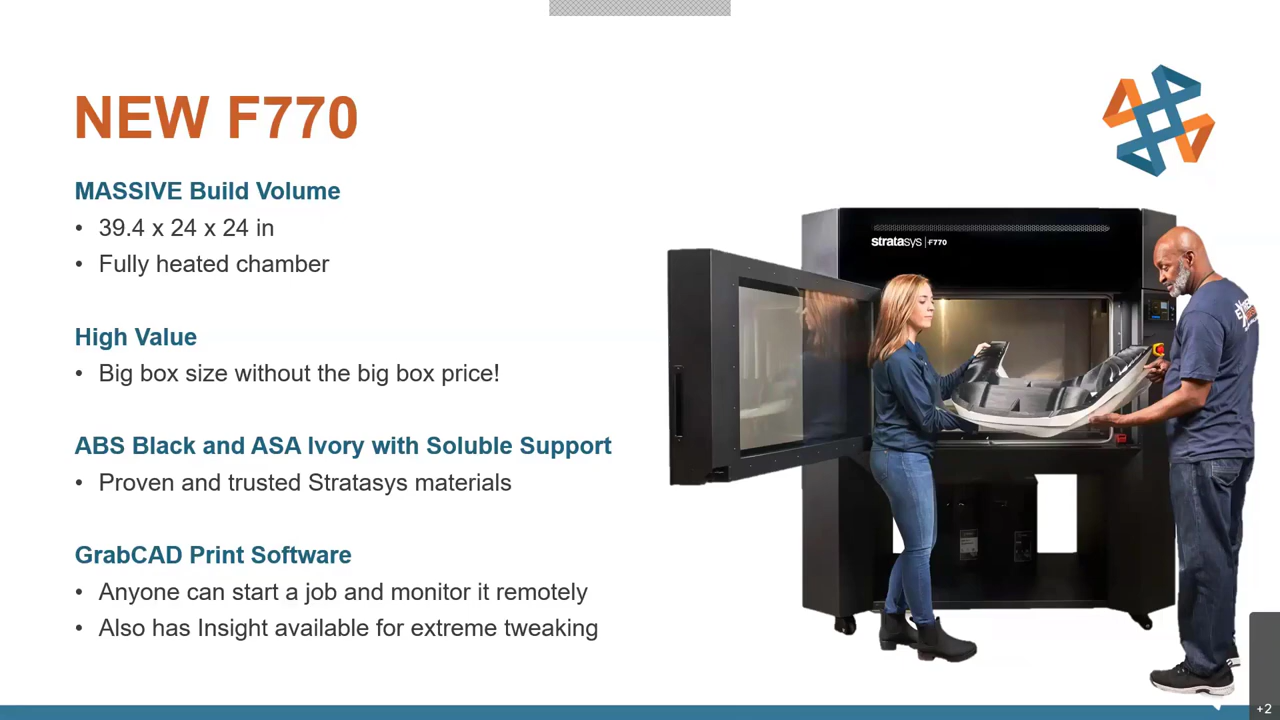 NEW F770
MASSIVE Build Volume
• 39.4 x 24 x 24 in
• Fully heated chamber
High Value
• Big box size without the big box price!
ABS Black and ASA Ivory with Soluble Support
• Proven and trusted Stratasys materials
GrabCAD Print Software
• Anyone can start a job and monitor it remotely
• Also has Insight available for extreme tweaking
stratasys | F770
+2